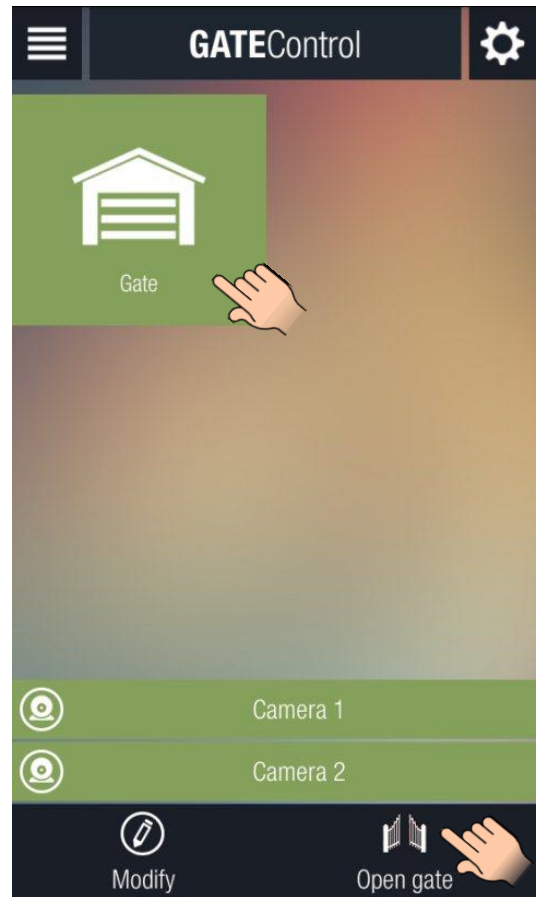 GATEControl
Gate
Camera 1
Camera 2
Modify
Open gate